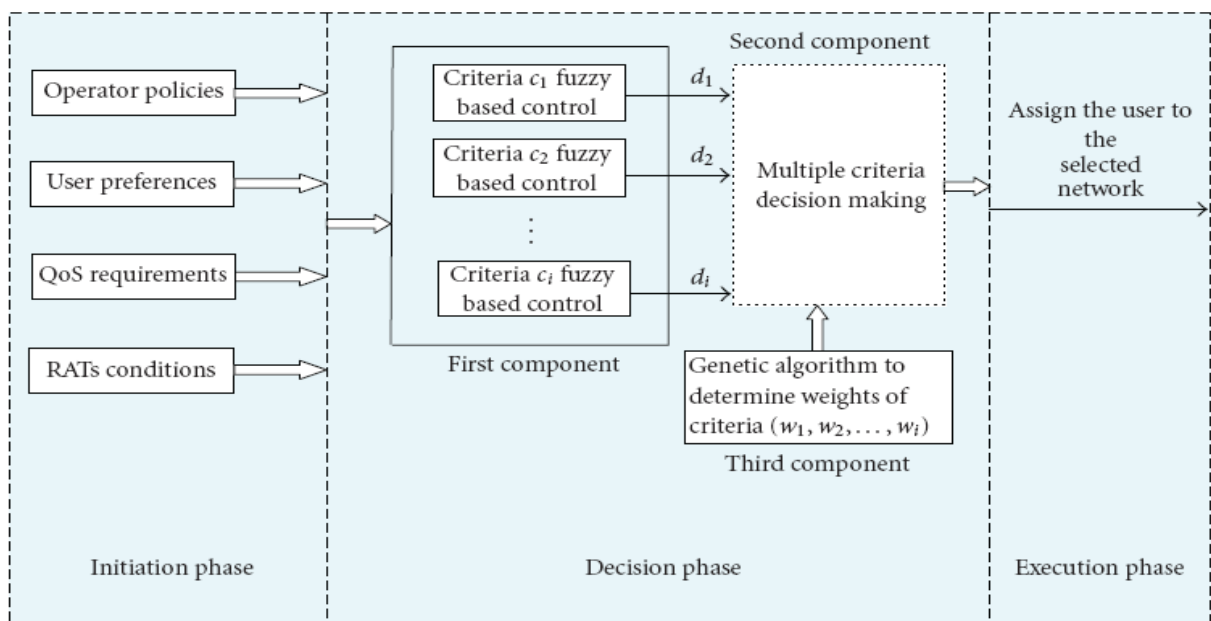 Operator policies
User preferences
QoS requirements
RATs conditions
Initiation phase
Criteria c₁ fuzzy
based control
Criteria c₂ fuzzy
based control
⋮
Criteria cᵢ fuzzy
based control
First component
d₁
d₂
dᵢ
Second component
Multiple criteria
decision making
Genetic algorithm to
determine weights of
criteria (w₁, w₂, . . . , wᵢ)
Third component
Decision phase
Assign the user to
the
selected
network
Execution phase